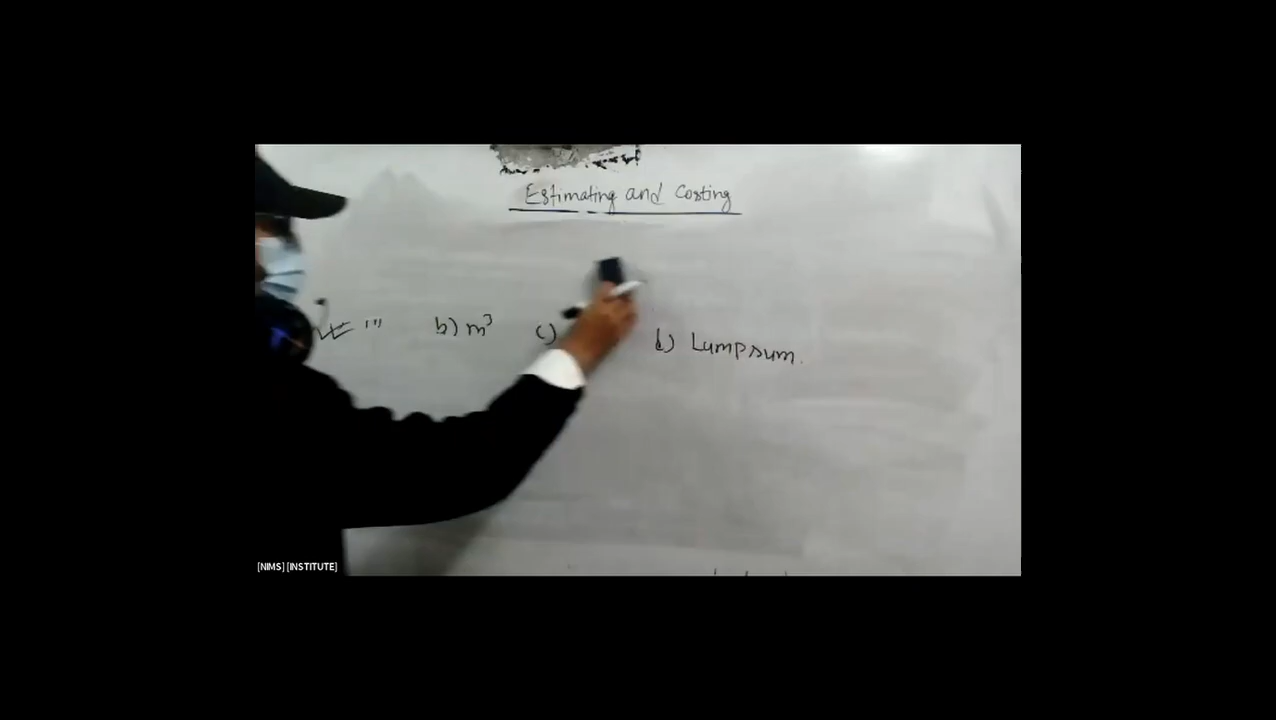 Estimating and Costing
b) m³ c) d) Lumpsum.
[NIMS] [INSTITUTE]